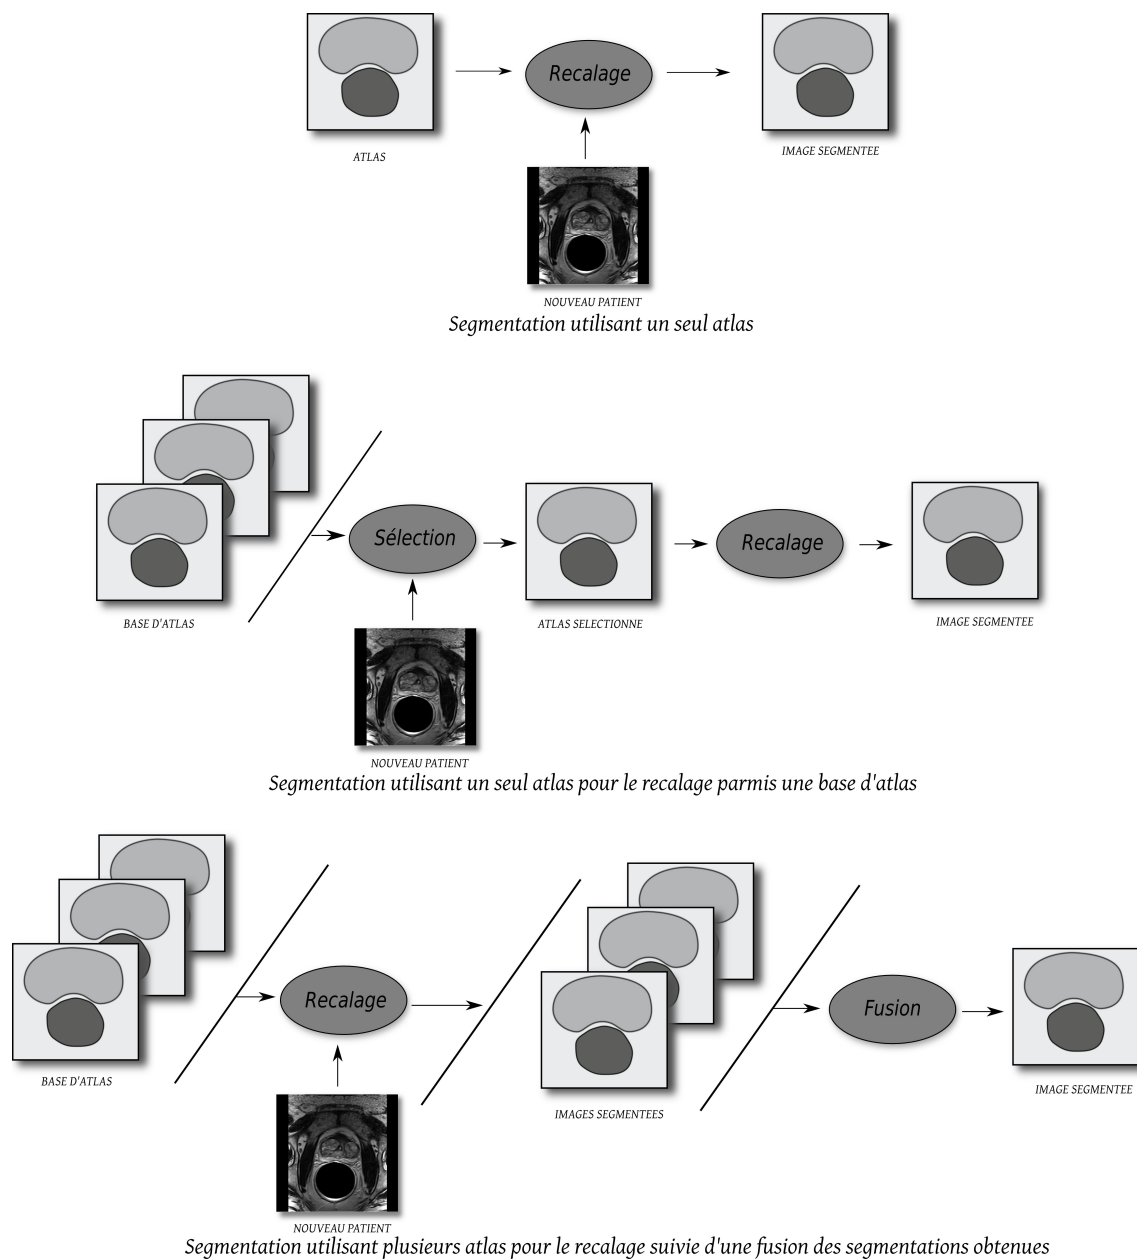 Recalage
ATLAS
IMAGE SEGMENTEE
NOUVEAU PATIENT
Segmentation utilisant un seul atlas
Sélection
Recalage
BASE D'ATLAS
ATLAS SELECTIONNE
IMAGE SEGMENTEE
NOUVEAU PATIENT
Segmentation utilisant un seul atlas pour le recalage parmis une base d'atlas
Recalage
Fusion
BASE D'ATLAS
IMAGES SEGMENTEES
IMAGE SEGMENTEE
NOUVEAU PATIENT
Segmentation utilisant plusieurs atlas pour le recalage suivie d'une fusion des segmentations obtenues